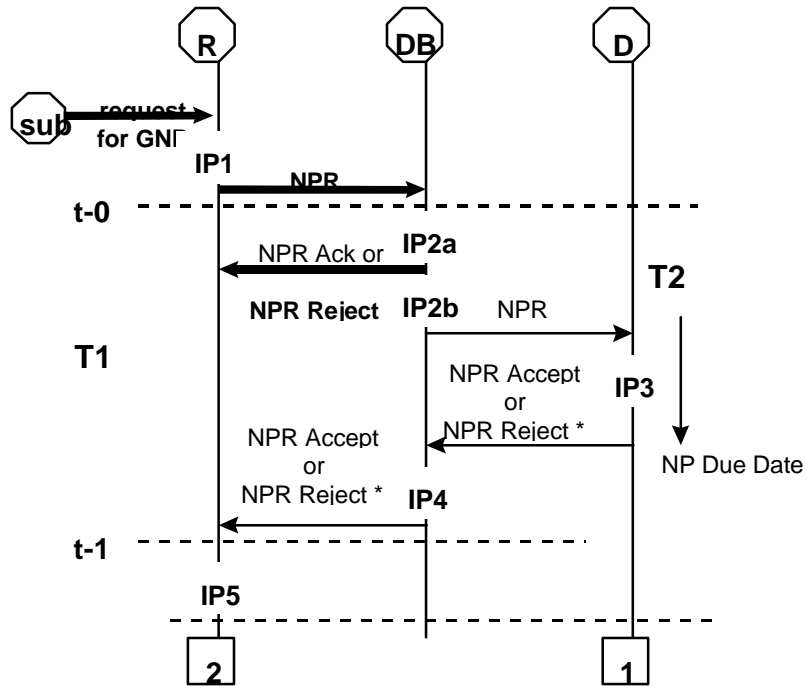 R
DB
D
sub
request
for GNP
IP1
NPR
t-0
NPR Ack or
IP2a
T2
NPR Reject
IP2b
NPR
T1
NPR Accept
or
NPR Reject *
IP3
NPR Accept
or
NPR Reject *
NP Due Date
IP4
t-1
IP5
2
1